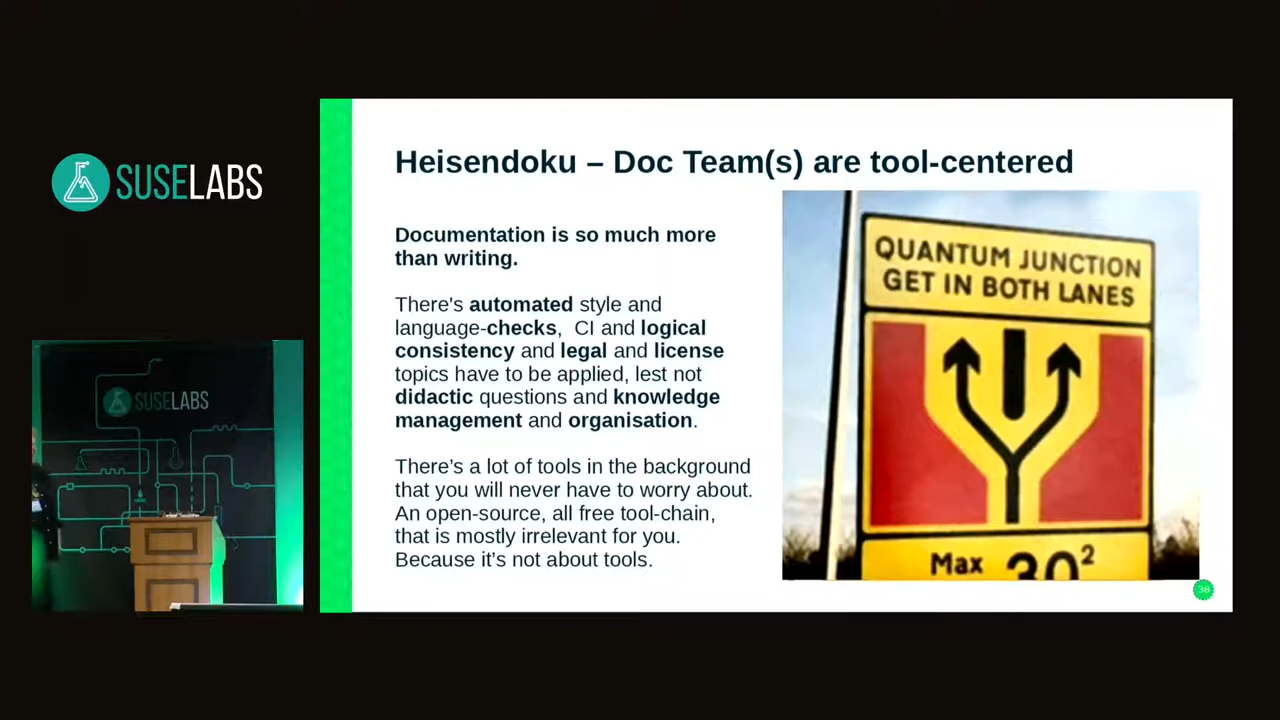 SUSELABS
Heisendoku – Doc Team(s) are tool-centered
Documentation is so much more
than writing.
There's automated style and
language-checks,  CI and logical
consistency and legal and license
topics have to be applied, lest not
didactic questions and knowledge
management and organisation.
There's a lot of tools in the background
that you will never have to worry about.
An open-source, all free tool-chain,
that is mostly irrelevant for you.
Because it's not about tools.
QUANTUM JUNCTION
GET IN BOTH LANES
Max 30²
38
SUSELABS